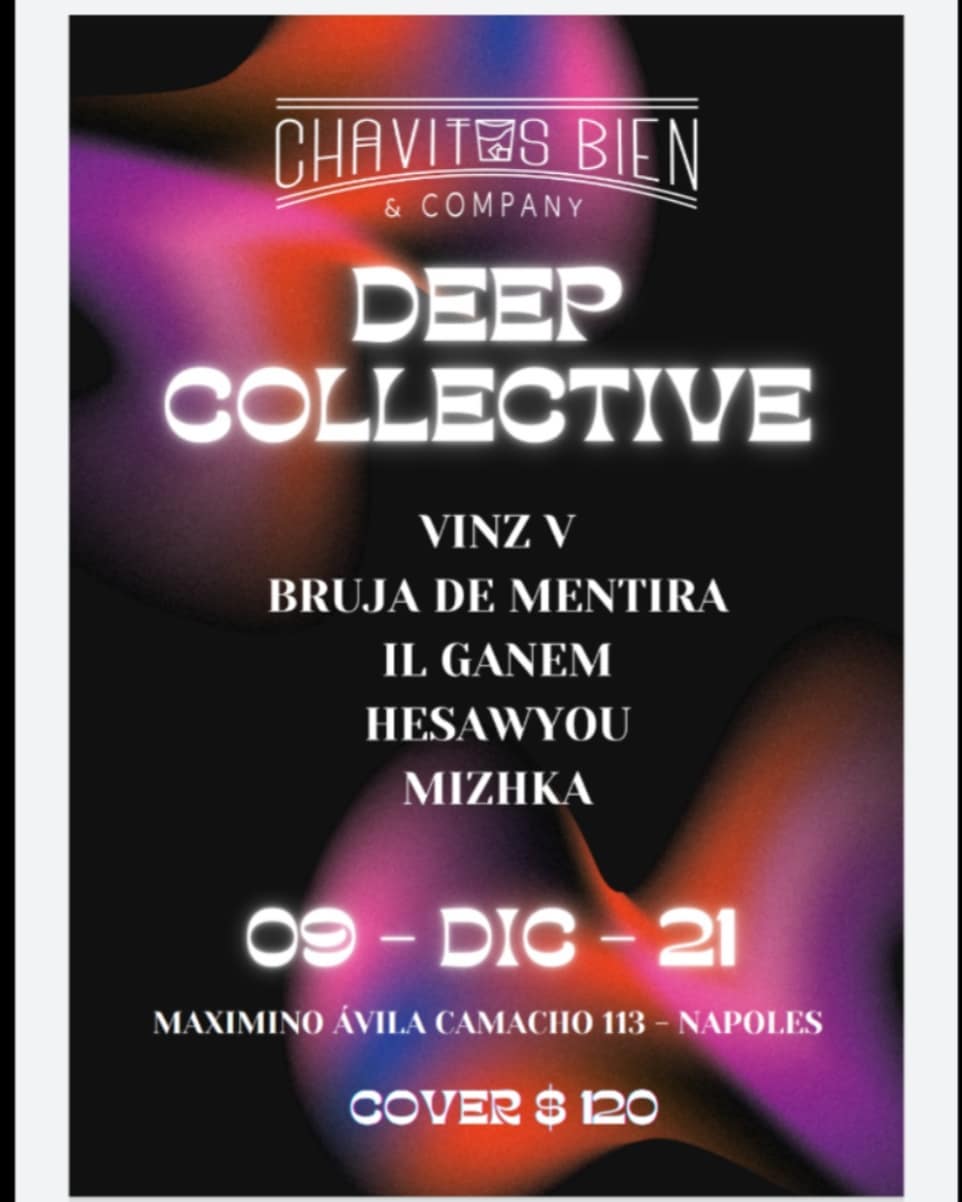 CHAVITOS BIEN
& COMPANY
DEEP
COLLECTIVE
VINZ V
BRUJA DE MENTIRA
IL GANEM
HESAWYOU
MIZHKA
09 - DIC - 21
MAXIMINO ÁVILA CAMACHO 113 - NAPOLES
COVER $ 120